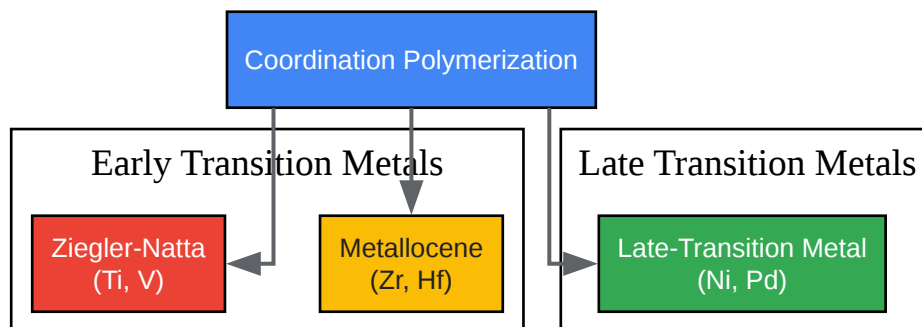 Coordination Polymerization
Early Transition Metals
Late Transition Metals
Ziegler-Natta
(Ti, V)
Metallocene
(Zr, Hf)
Late-Transition Metal
(Ni, Pd)